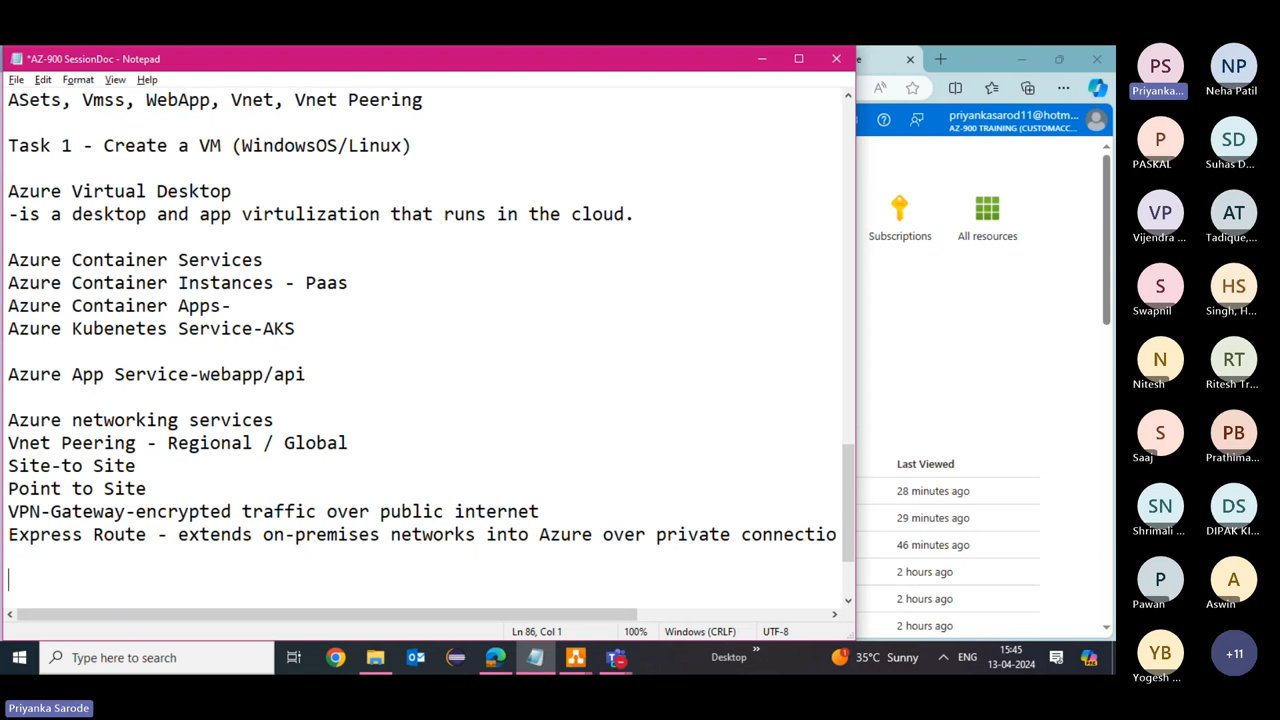 *AZ-900 SessionDoc - Notepad
File Edit Format View Help
ASets, Vmss, WebApp, Vnet, Vnet Peering
Task 1 - Create a VM (WindowsOS/Linux)
Azure Virtual Desktop
-is a desktop and app virtulization that runs in the cloud.
Azure Container Services
Azure Container Instances - Paas
Azure Container Apps-
Azure Kubenetes Service-AKS
Azure App Service-webapp/api
Azure networking services
Vnet Peering - Regional / Global
Site-to Site
Point to Site
VPN-Gateway-encrypted traffic over public internet
Express Route - extends on-premises networks into Azure over private connectio
Ln 86, Col 1 100% Windows (CRLF) UTF-8
e
priyankasarod11@hotm...
AZ-900 TRAINING (CUSTOMACC...
Subscriptions All resources
Last Viewed
28 minutes ago
29 minutes ago
46 minutes ago
2 hours ago
2 hours ago
2 hours ago
Type here to search
Desktop
35°C Sunny
ENG
15:45
13-04-2024
PS NP
Priyanka... Neha Patil
P SD
PASKAL Suhas D...
VP AT
Vijendra ... Tadique,...
S HS
Swapnil Singh, H...
N RT
Nitesh Ritesh Tr...
S PB
Saaj Prathima...
SN DS
Shrimali ... DIPAK KI...
P A
Pawan Aswin
YB +11
Yogesh ...
Priyanka Sarode